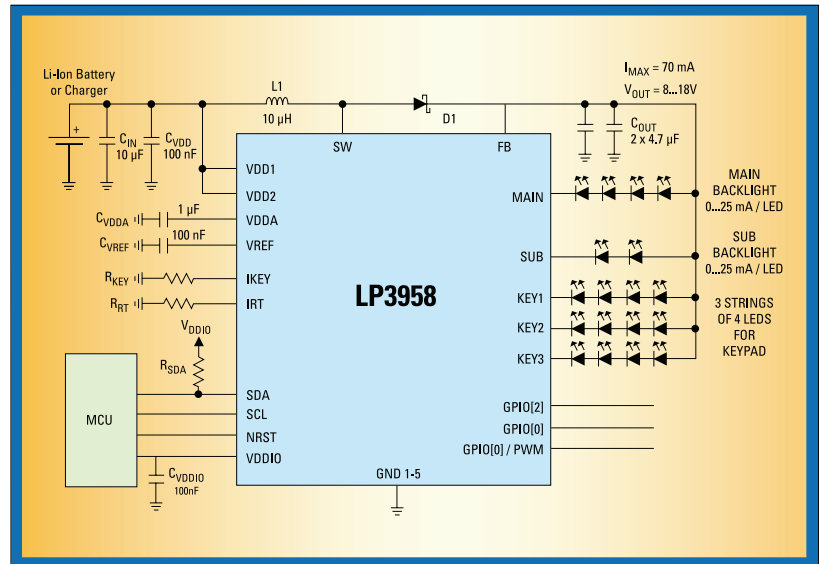 Li-Ion Battery
or Charger
+
C_IN
10 µF
C_VDD
100 nF
L1
10 µH
D1
I_MAX = 70 mA
V_OUT = 8...18V
C_OUT
2 x 4.7 µF
SW
FB
VDD1
VDD2
C_VDDA
1 µF
VDDA
C_VREF
100 nF
VREF
R_KEY
IKEY
R_RT
IRT
LP3958
MAIN
MAIN
BACKLIGHT
0...25 mA / LED
SUB
SUB
BACKLIGHT
0...25 mA / LED
KEY1
KEY2
KEY3
3 STRINGS
OF 4 LEDS
FOR
KEYPAD
V_DDIO
R_SDA
MCU
SDA
SCL
NRST
VDDIO
C_VDDIO
100nF
GPIO[2]
GPIO[0]
GPIO[0] / PWM
GND 1-5